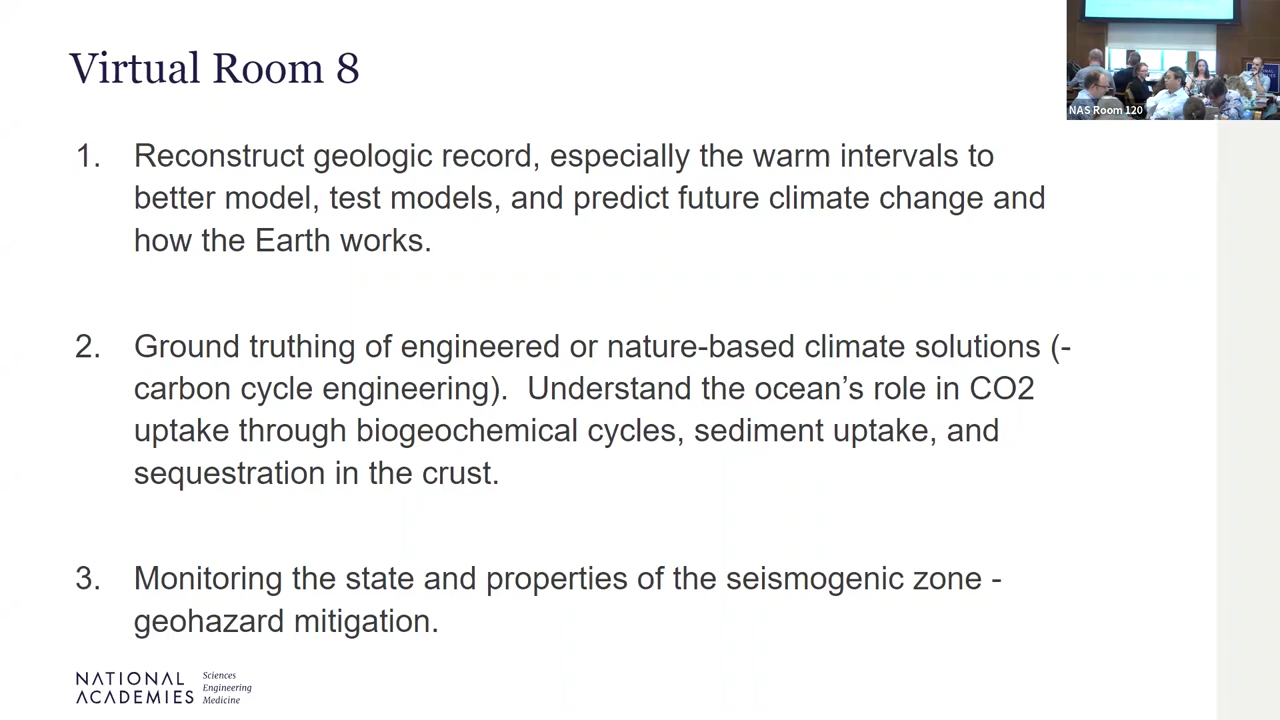 Virtual Room 8
NAS Room 120
1. Reconstruct geologic record, especially the warm intervals to
better model, test models, and predict future climate change and
how the Earth works.
2. Ground truthing of engineered or nature-based climate solutions (-
carbon cycle engineering).  Understand the ocean’s role in CO2
uptake through biogeochemical cycles, sediment uptake, and
sequestration in the crust.
3. Monitoring the state and properties of the seismogenic zone -
geohazard mitigation.
NATIONAL
ACADEMIES
Sciences
Engineering
Medicine